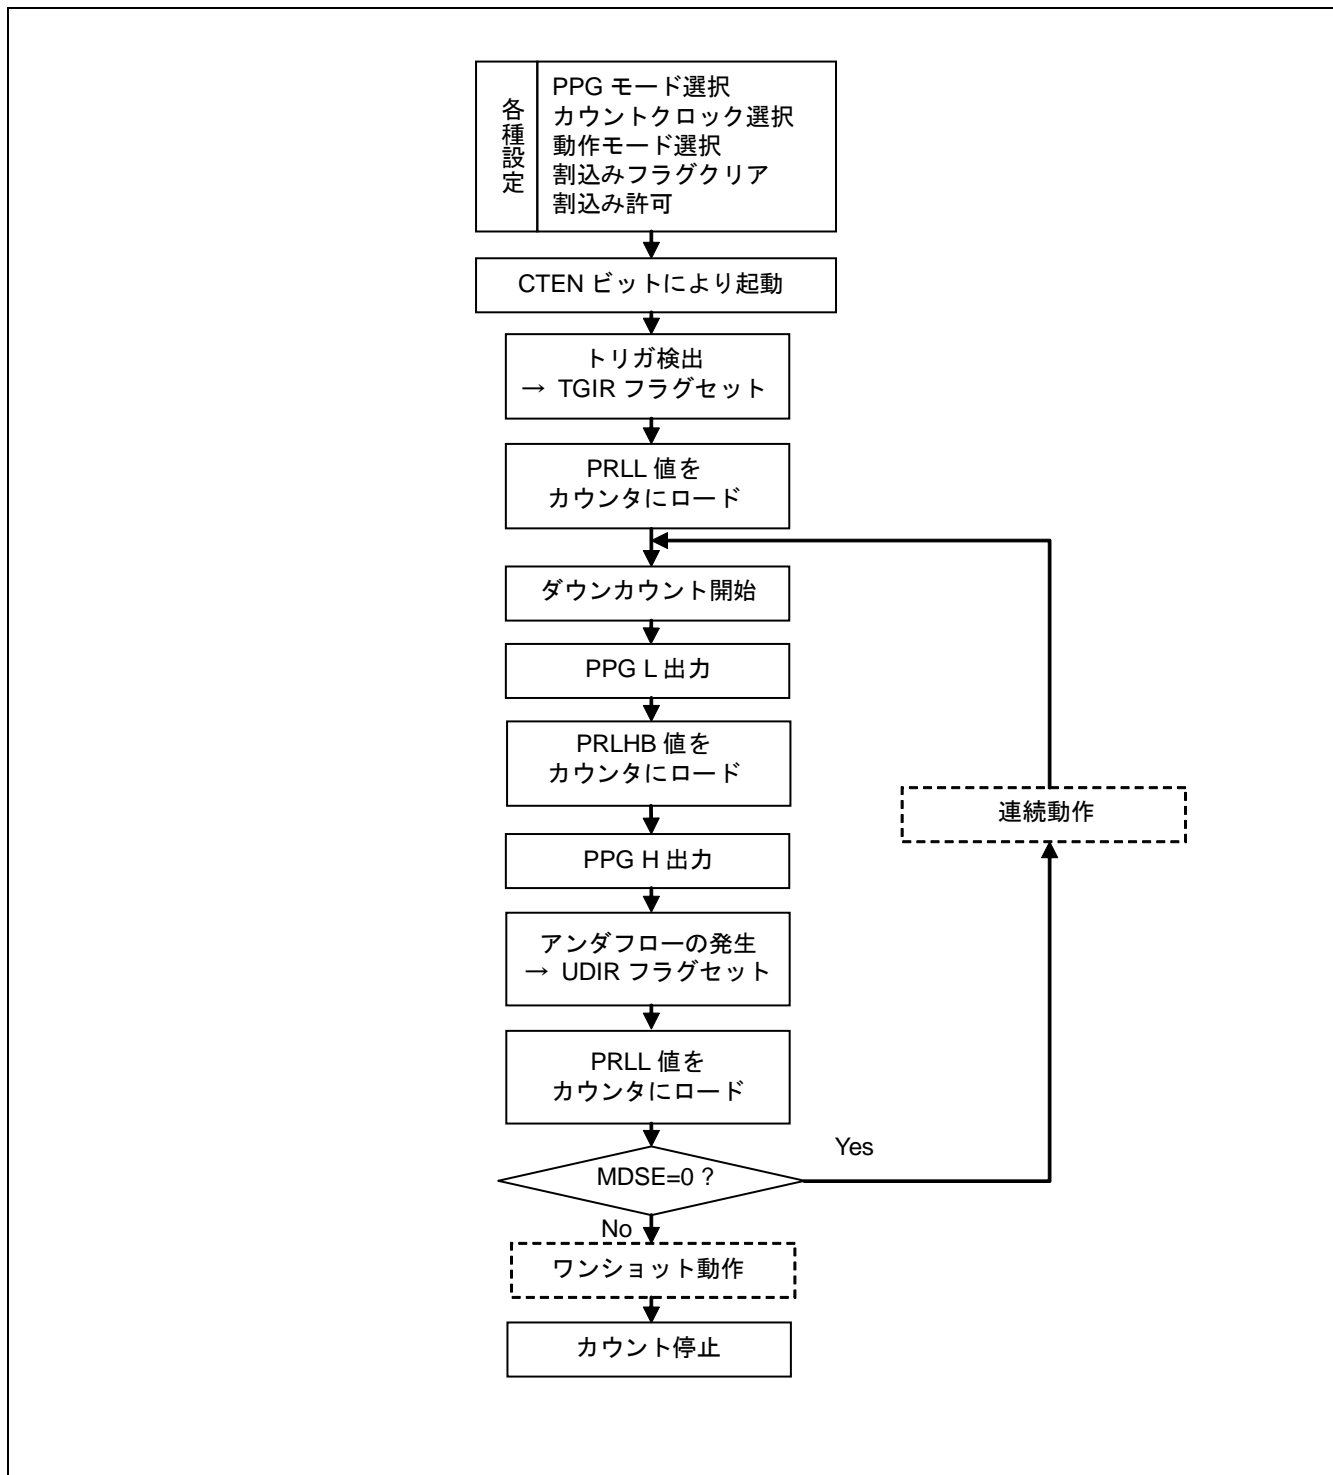 各種設定
PPG モード選択
カウントクロック選択
動作モード選択
割込みフラグクリア
割込み許可
CTEN ビットにより起動
トリガ検出
→ TGIR フラグセット
PRLL 値を
カウンタにロード
ダウンカウント開始
PPG L 出力
PRLHB 値を
カウンタにロード
連続動作
PPG H 出力
アンダフローの発生
→ UDIR フラグセット
PRLL 値を
カウンタにロード
MDSE=0 ?
Yes
No
ワンショット動作
カウント停止